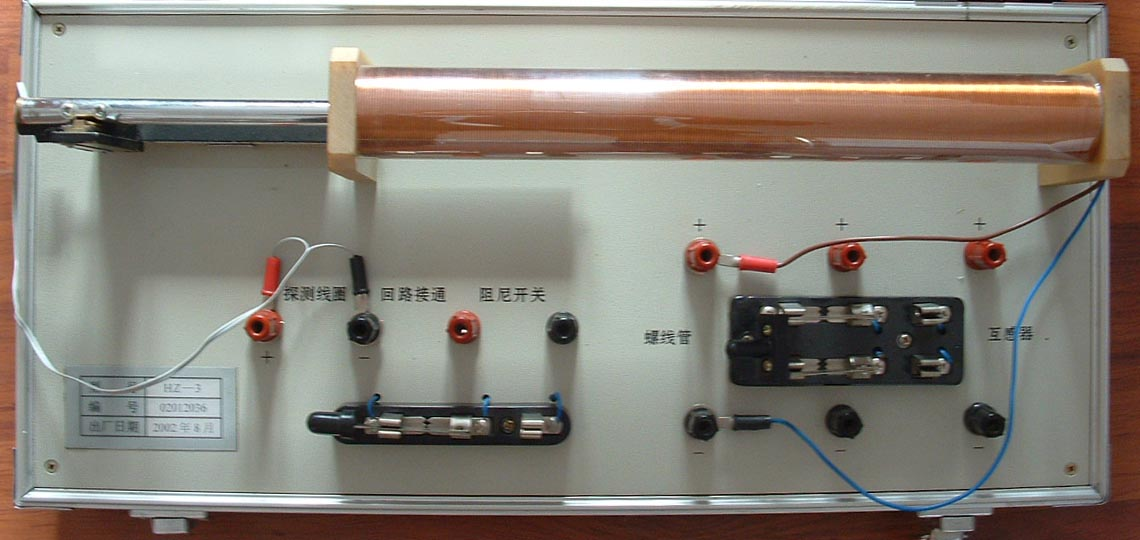 + + +
探测线圈 回路接通 阻尼开关
螺线管 互感器
+ -
- - -
号 HZ—3
编 号 02012036
出厂日期 2002年8月